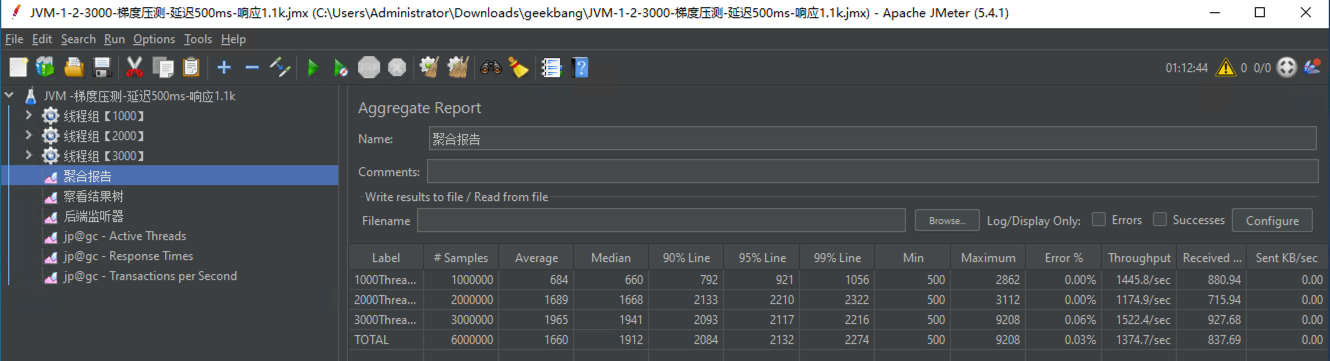 JVM-1-2-3000-梯度压测-延迟500ms-响应1.1k.jmx (C:\Users\Administrator\Downloads\geekbang\JVM-1-2-3000-梯度压测-延迟500ms-响应1.1k.jmx) - Apache JMeter (5.4.1)
File Edit Search Run Options Tools Help
01:12:44 0 0/0
JVM -梯度压测-延迟500ms-响应1.1k
线程组【1000】
线程组【2000】
线程组【3000】
聚合报告
察看结果树
后端监听器
jp@gc - Active Threads
jp@gc - Response Times
jp@gc - Transactions per Second
Aggregate Report
Name: 聚合报告
Comments:
Write results to file / Read from file
Filename Browse... Log/Display Only: Errors Successes Configure
Label # Samples Average Median 90% Line 95% Line 99% Line Min Maximum Error % Throughput Received ... Sent KB/sec
1000Threa... 1000000 684 660 792 921 1056 500 2862 0.00% 1445.8/sec 880.94 0.00
2000Threa... 2000000 1689 1668 2133 2210 2322 500 3112 0.00% 1174.9/sec 715.94 0.00
3000Threa... 3000000 1965 1941 2093 2117 2216 500 9208 0.06% 1522.4/sec 927.68 0.00
TOTAL 6000000 1660 1912 2084 2132 2274 500 9208 0.03% 1374.7/sec 837.69 0.00